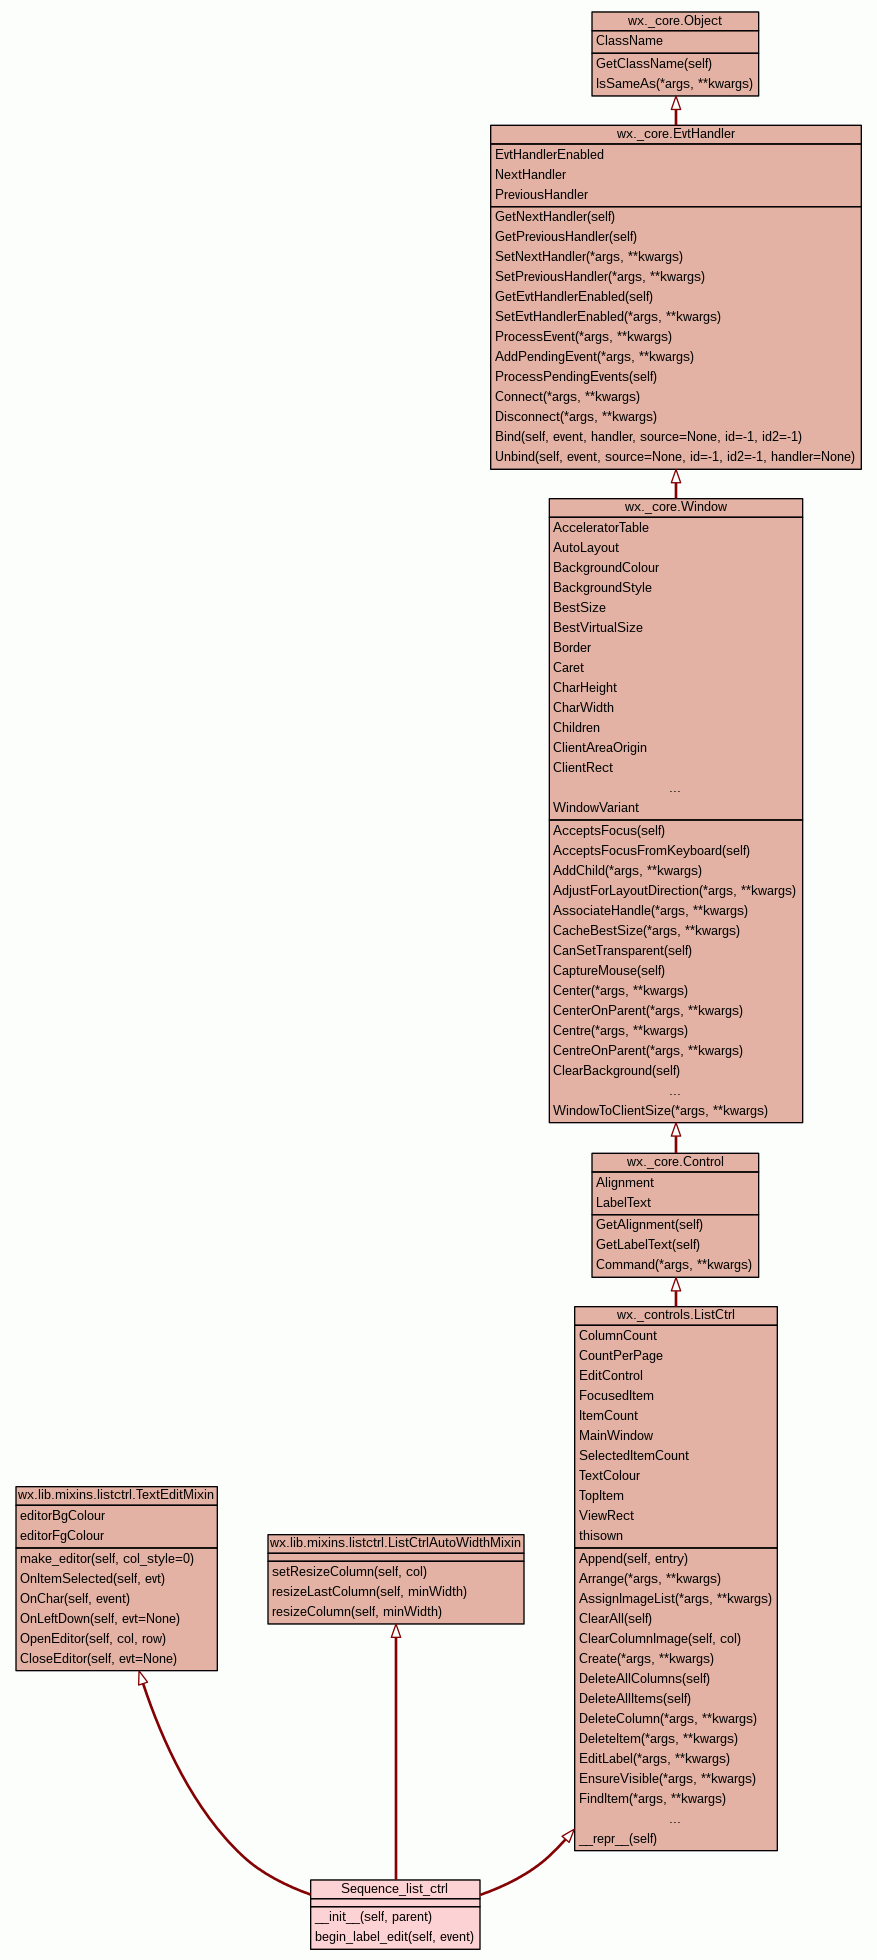 wx._core.Object
ClassName
GetClassName(self)
IsSameAs(*args, **kwargs)
wx._core.EvtHandler
EvtHandlerEnabled
NextHandler
PreviousHandler
GetNextHandler(self)
GetPreviousHandler(self)
SetNextHandler(*args, **kwargs)
SetPreviousHandler(*args, **kwargs)
GetEvtHandlerEnabled(self)
SetEvtHandlerEnabled(*args, **kwargs)
ProcessEvent(*args, **kwargs)
AddPendingEvent(*args, **kwargs)
ProcessPendingEvents(self)
Connect(*args, **kwargs)
Disconnect(*args, **kwargs)
Bind(self, event, handler, source=None, id=-1, id2=-1)
Unbind(self, event, source=None, id=-1, id2=-1, handler=None)
wx._core.Window
AcceleratorTable
AutoLayout
BackgroundColour
BackgroundStyle
BestSize
BestVirtualSize
Border
Caret
CharHeight
CharWidth
Children
ClientAreaOrigin
ClientRect
...
WindowVariant
AcceptsFocus(self)
AcceptsFocusFromKeyboard(self)
AddChild(*args, **kwargs)
AdjustForLayoutDirection(*args, **kwargs)
AssociateHandle(*args, **kwargs)
CacheBestSize(*args, **kwargs)
CanSetTransparent(self)
CaptureMouse(self)
Center(*args, **kwargs)
CenterOnParent(*args, **kwargs)
Centre(*args, **kwargs)
CentreOnParent(*args, **kwargs)
ClearBackground(self)
...
WindowToClientSize(*args, **kwargs)
wx._core.Control
Alignment
LabelText
GetAlignment(self)
GetLabelText(self)
Command(*args, **kwargs)
wx._controls.ListCtrl
ColumnCount
CountPerPage
EditControl
FocusedItem
ItemCount
MainWindow
SelectedItemCount
TextColour
TopItem
ViewRect
thisown
Append(self, entry)
Arrange(*args, **kwargs)
AssignImageList(*args, **kwargs)
ClearAll(self)
ClearColumnImage(self, col)
Create(*args, **kwargs)
DeleteAllColumns(self)
DeleteAllItems(self)
DeleteColumn(*args, **kwargs)
DeleteItem(*args, **kwargs)
EditLabel(*args, **kwargs)
EnsureVisible(*args, **kwargs)
FindItem(*args, **kwargs)
...
__repr__(self)
wx.lib.mixins.listctrl.TextEditMixin
editorBgColour
editorFgColour
make_editor(self, col_style=0)
OnItemSelected(self, evt)
OnChar(self, event)
OnLeftDown(self, evt=None)
OpenEditor(self, col, row)
CloseEditor(self, evt=None)
wx.lib.mixins.listctrl.ListCtrlAutoWidthMixin
setResizeColumn(self, col)
resizeLastColumn(self, minWidth)
resizeColumn(self, minWidth)
Sequence_list_ctrl
__init__(self, parent)
begin_label_edit(self, event)